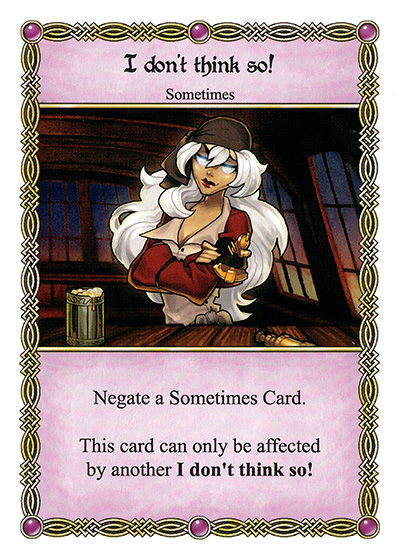 I don't think so!
Sometimes
Negate a Sometimes Card.
This card can only be affected
by another I don't think so!